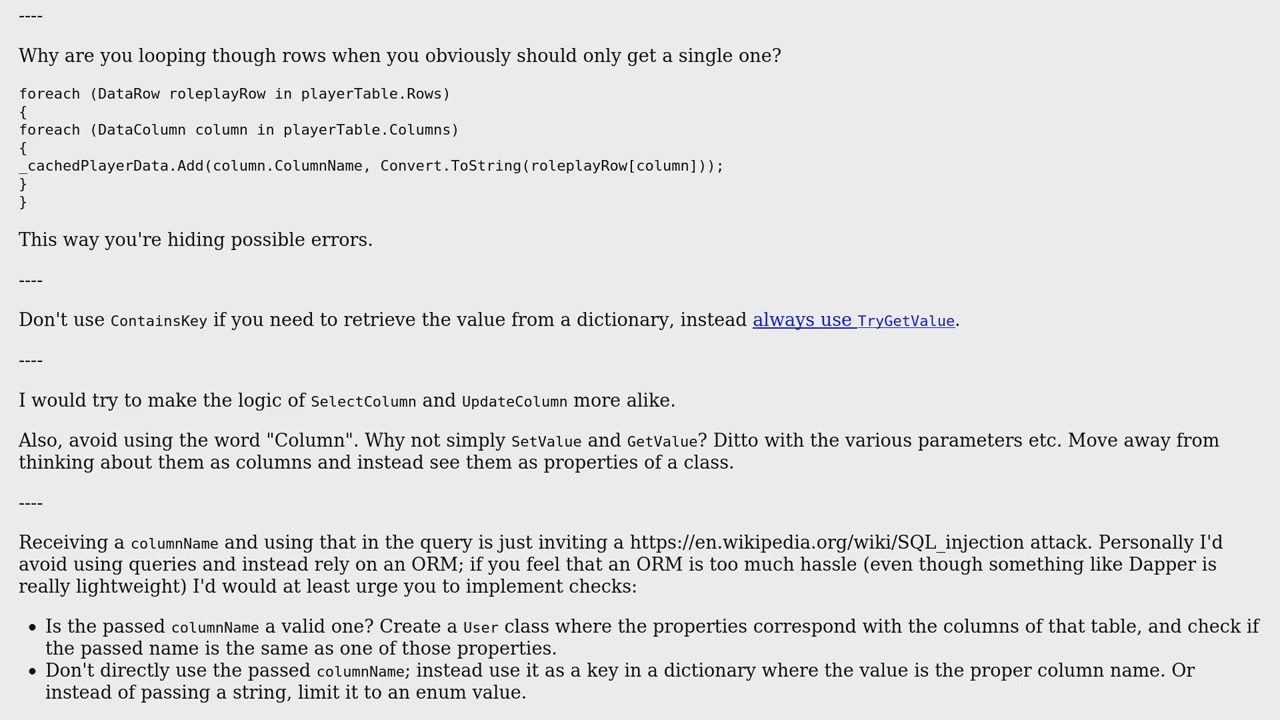 ----
Why are you looping though rows when you obviously should only get a single one?
foreach (DataRow roleplayRow in playerTable.Rows)
{
foreach (DataColumn column in playerTable.Columns)
{
_cachedPlayerData.Add(column.ColumnName, Convert.ToString(roleplayRow[column]));
}
}
This way you're hiding possible errors.
----
Don't use ContainsKey if you need to retrieve the value from a dictionary, instead always use TryGetValue.
----
I would try to make the logic of SelectColumn and UpdateColumn more alike.
Also, avoid using the word "Column". Why not simply SetValue and GetValue? Ditto with the various parameters etc. Move away from
thinking about them as columns and instead see them as properties of a class.
----
Receiving a columnName and using that in the query is just inviting a https://en.wikipedia.org/wiki/SQL_injection attack. Personally I'd
avoid using queries and instead rely on an ORM; if you feel that an ORM is too much hassle (even though something like Dapper is
really lightweight) I'd would at least urge you to implement checks:
• Is the passed columnName a valid one? Create a User class where the properties correspond with the columns of that table, and check if
the passed name is the same as one of those properties.
• Don't directly use the passed columnName; instead use it as a key in a dictionary where the value is the proper column name. Or
instead of passing a string, limit it to an enum value.